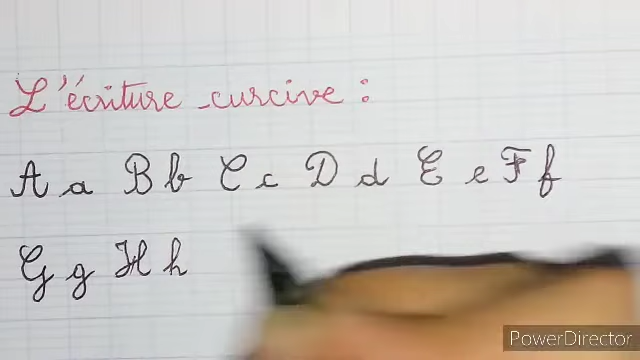 L'écriture curcive :
A a B b C c D d E e F f
G g H h
PowerDirector